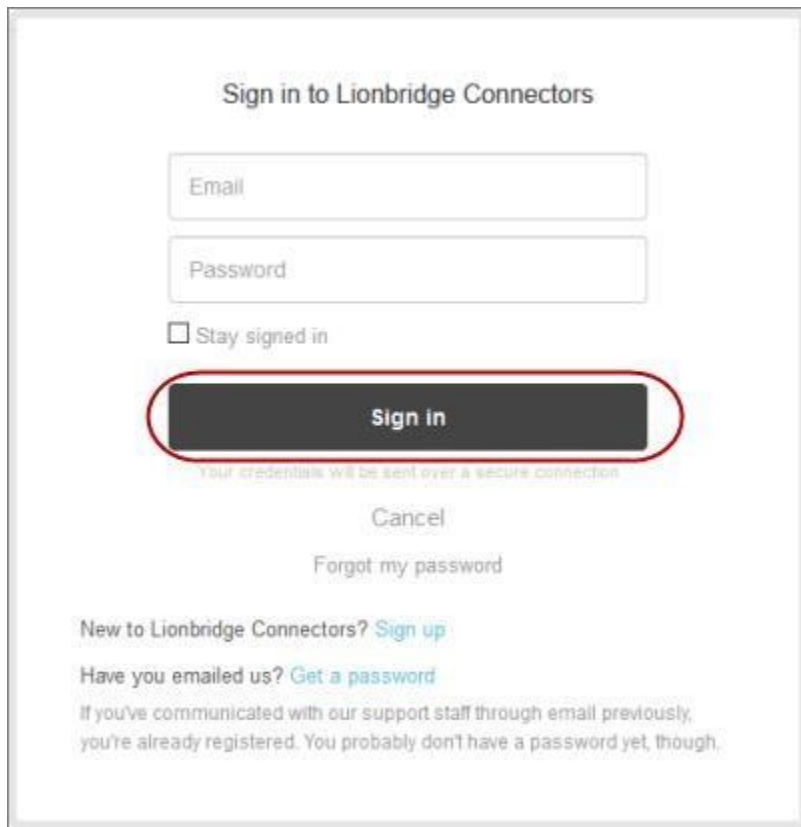 Sign in to Lionbridge Connectors
Email
Password
Stay signed in
Sign in
Your credentials will be sent over a secure connection
Cancel
Forgot my password
New to Lionbridge Connectors? Sign up
Have you emailed us? Get a password
If you've communicated with our support staff through email previously,
you're already registered. You probably don't have a password yet, though.